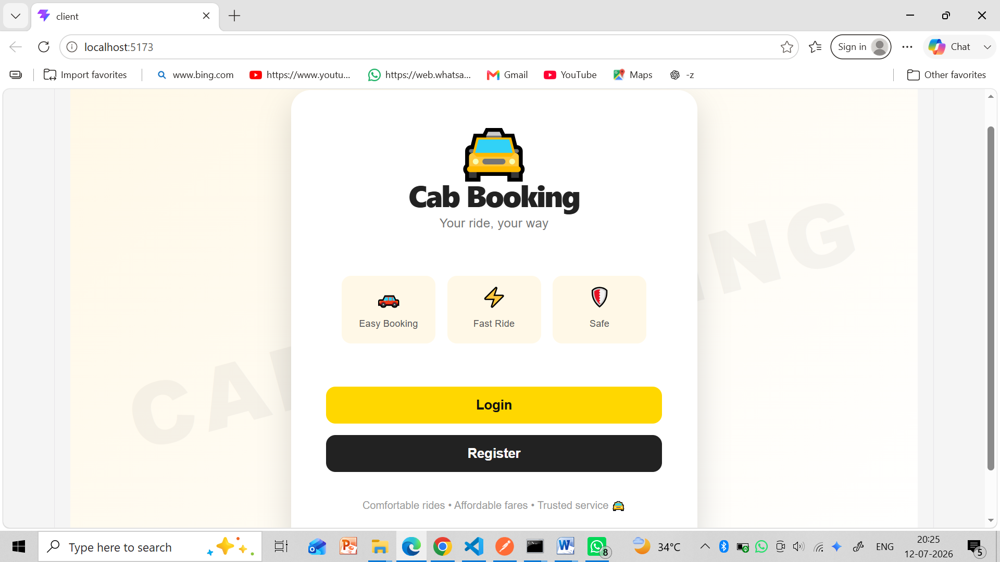 client
localhost:5173
Sign in
Chat
Import favorites
www.bing.com
https://www.youtu...
https://web.whatsa...
Gmail
YouTube
Maps
-z
Other favorites
Cab Booking
Your ride, your way
Easy Booking
Fast Ride
Safe
Login
Register
Comfortable rides • Affordable fares • Trusted service
CA
ING
Type here to search
8
34°C
ENG
20:25
12-07-2026
5